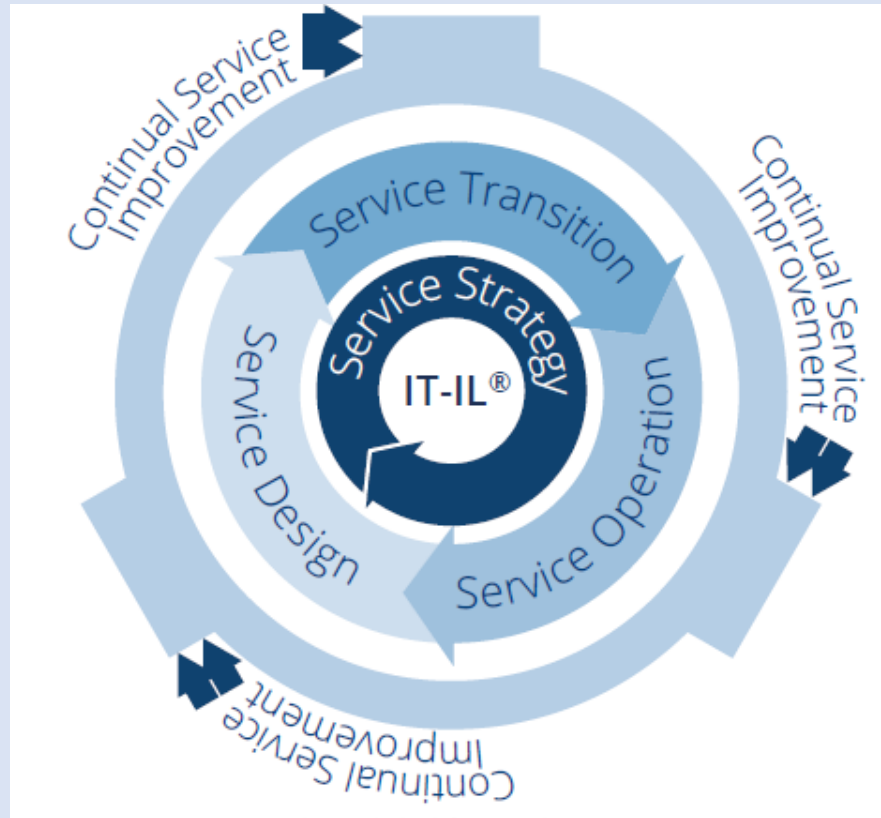 Continual Service
Improvement
Continual Service
Improvement
Service Transition
Service Strategy
IT-IL®
Service Design
Service Operation
Continual Service
Improvement